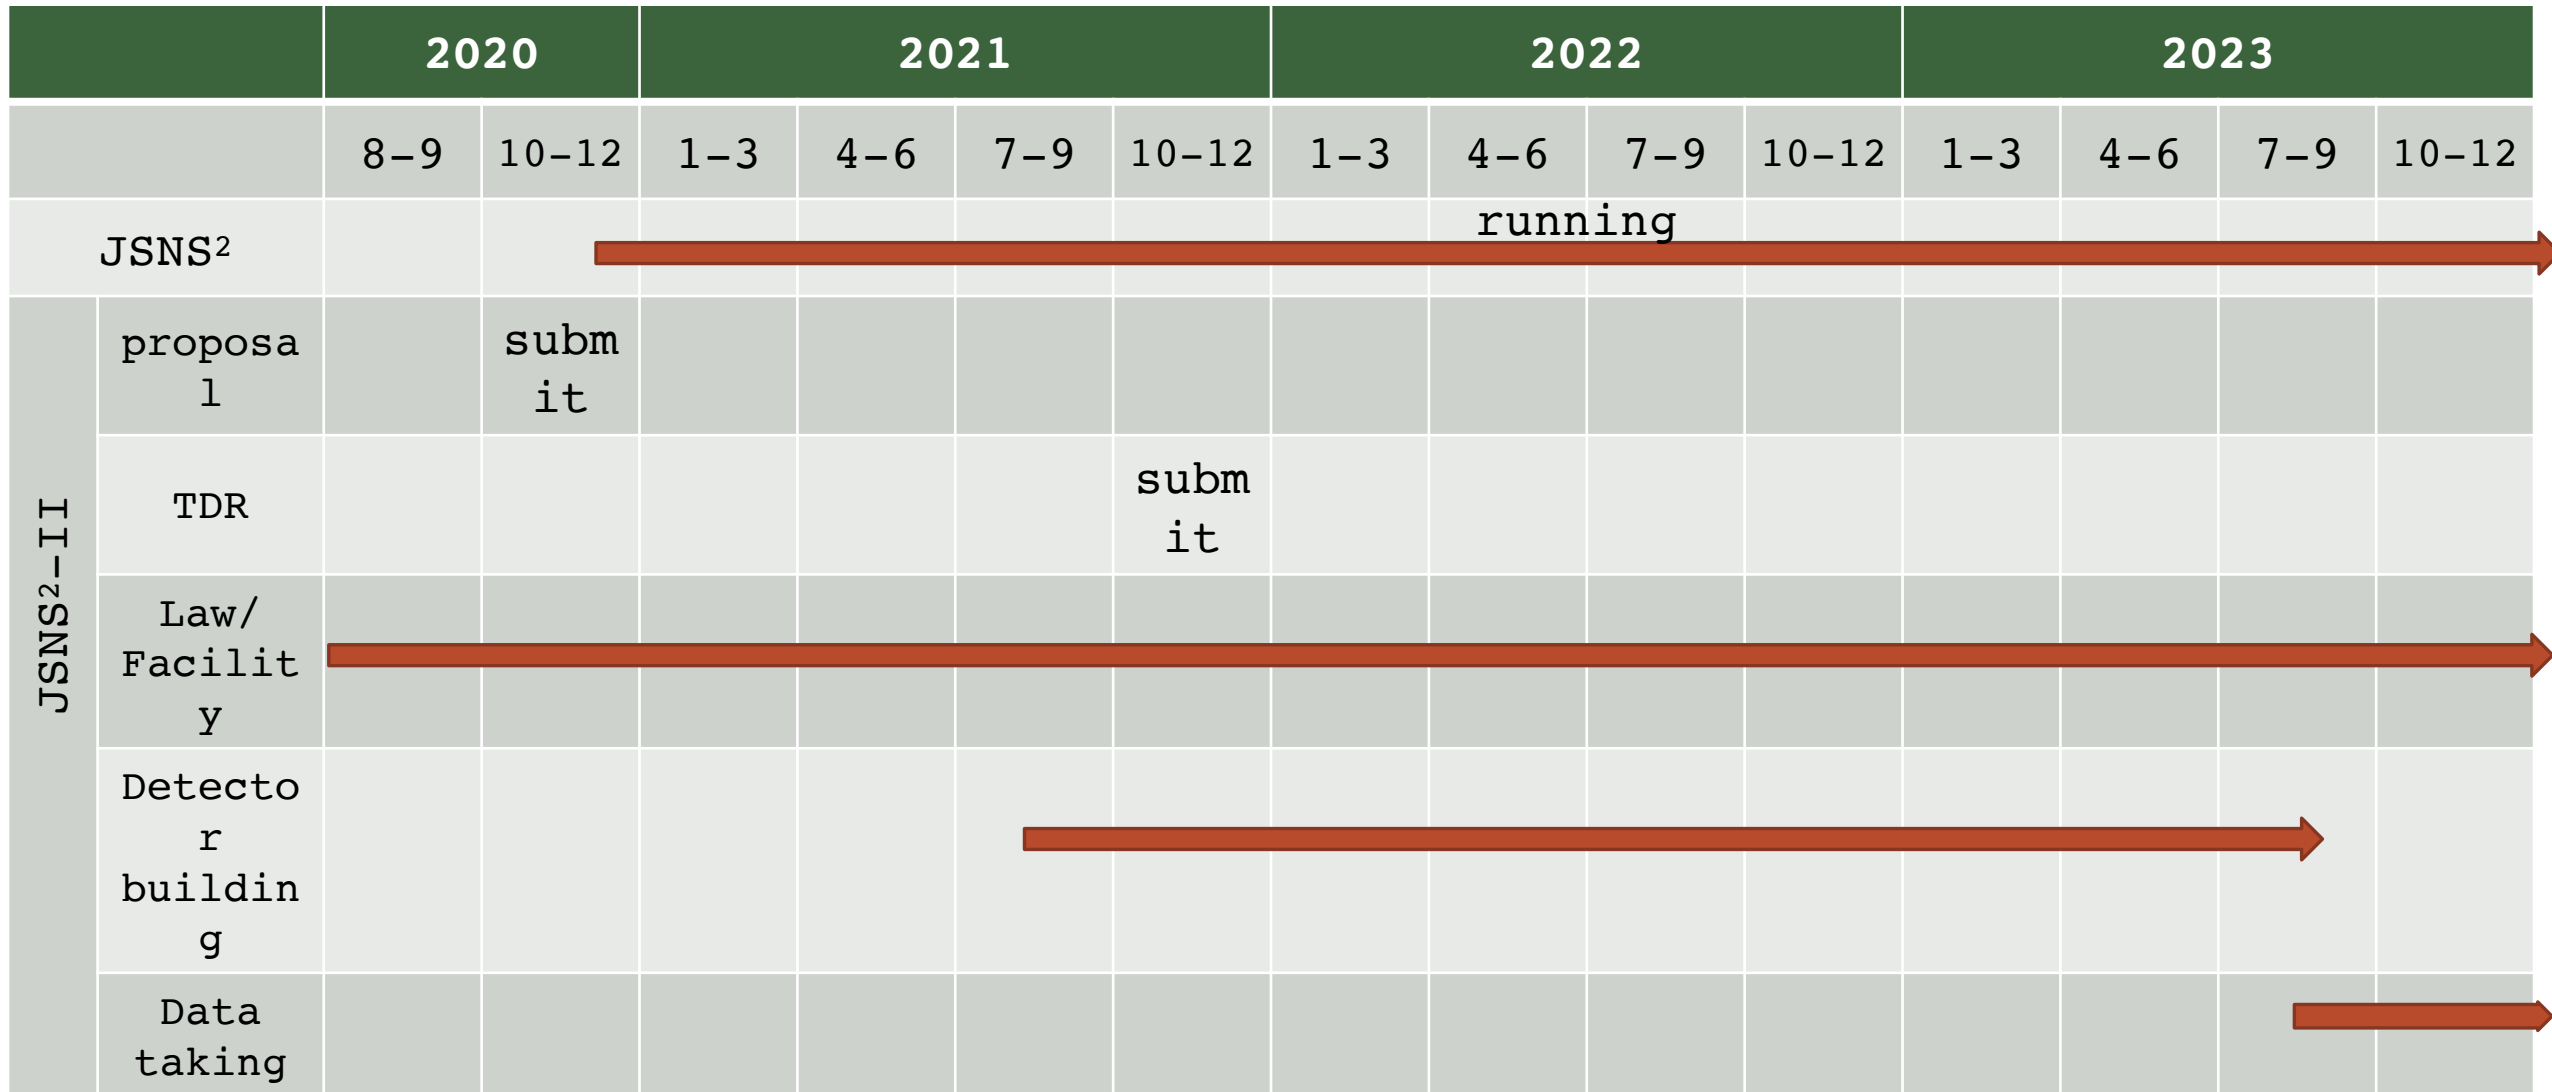 2020 2021 2022 2023
8-9 10-12 1-3 4-6 7-9 10-12 1-3 4-6 7-9 10-12 1-3 4-6 7-9 10-12
running
JSNS²
JSNS²-II
proposa
l
subm
it
TDR
subm
it
Law/
Facilit
y
Detecto
r
buildin
g
Data
taking